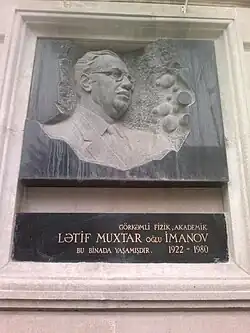 GÖRKƏMLİ FİZİK, AKADEMİK
LƏTİF MUXTAR OĞLU İMANOV
BU BİNADA YAŞAMIŞDIR. 1922 - 1980